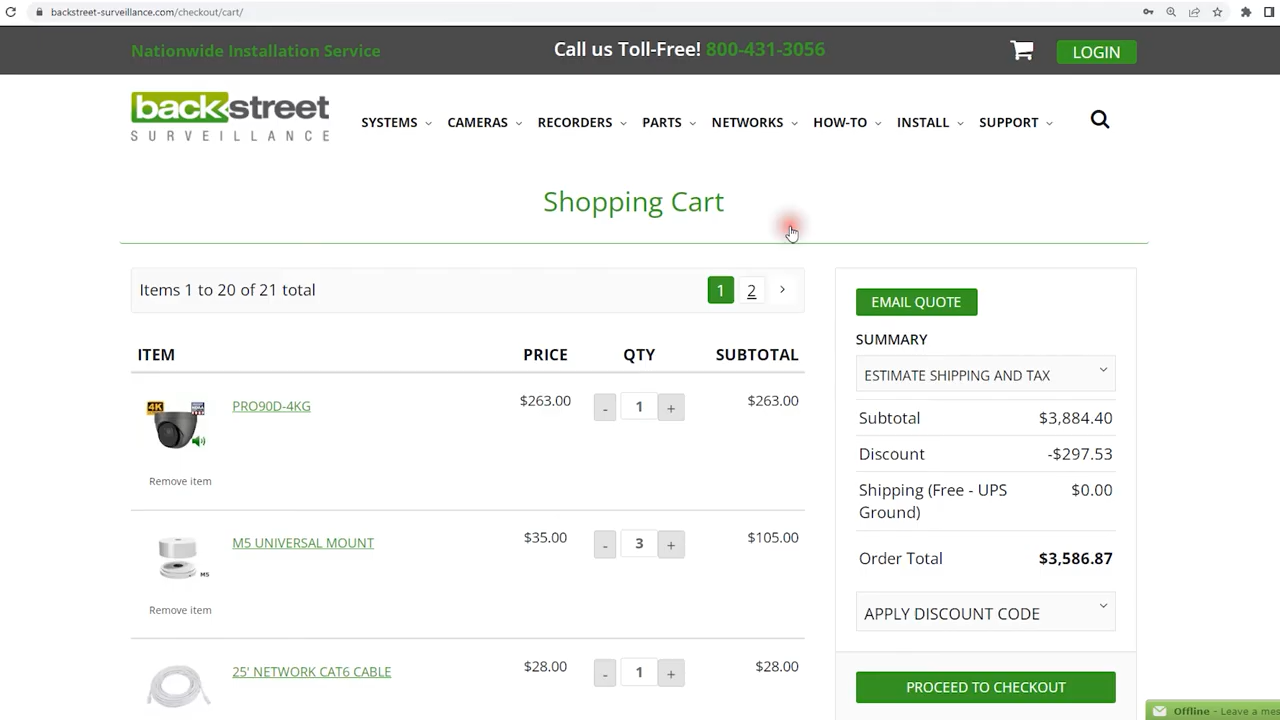 backstreet-surveillance.com/checkout/cart/
Nationwide Installation Service
Call us Toll-Free! 800-431-3056
LOGIN
backstreet
SURVEILLANCE
SYSTEMS
CAMERAS
RECORDERS
PARTS
NETWORKS
HOW-TO
INSTALL
SUPPORT
Shopping Cart
Items 1 to 20 of 21 total
1
2
ITEM
PRICE
QTY
SUBTOTAL
4K
PRO90D-4KG
$263.00
- 1 +
$263.00
Remove item
M5
M5 UNIVERSAL MOUNT
$35.00
- 3 +
$105.00
Remove item
25' NETWORK CAT6 CABLE
$28.00
- 1 +
$28.00
EMAIL QUOTE
SUMMARY
ESTIMATE SHIPPING AND TAX
Subtotal $3,884.40
Discount -$297.53
Shipping (Free - UPS $0.00
Ground)
Order Total $3,586.87
APPLY DISCOUNT CODE
PROCEED TO CHECKOUT
Offline - Leave a mes